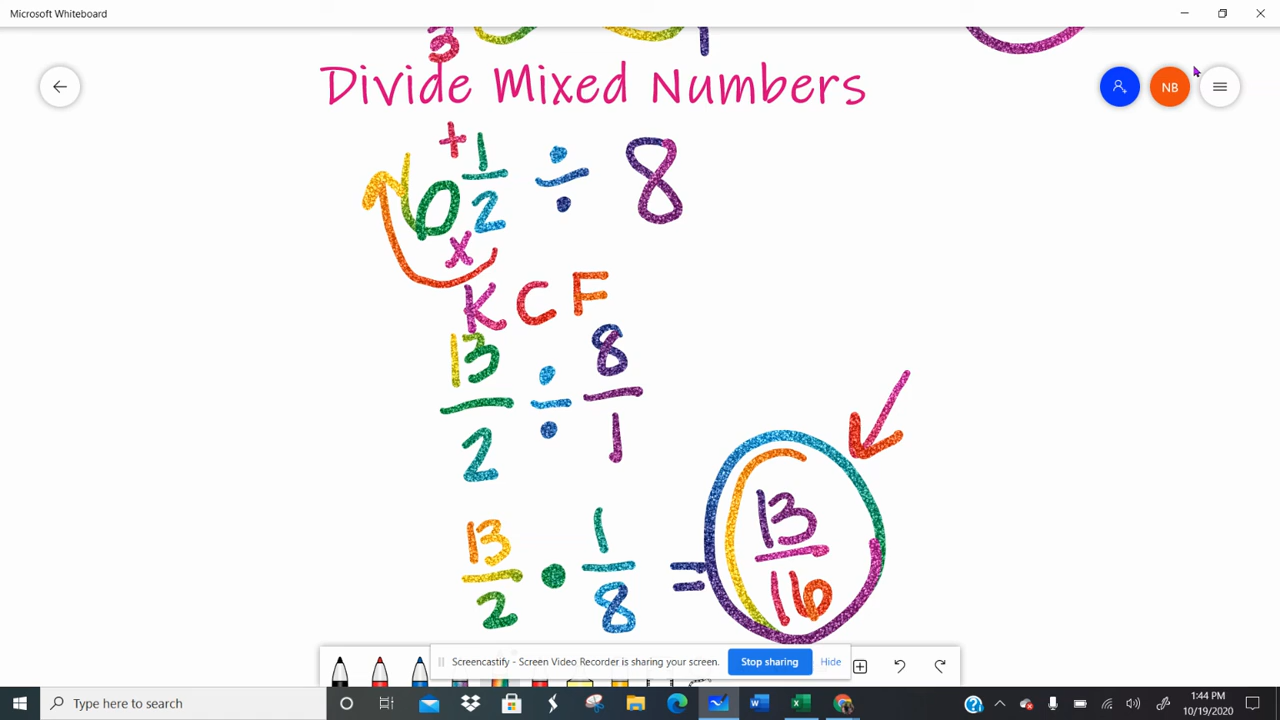 Microsoft Whiteboard
3
1
Divide Mixed Numbers
NB
+
6 1/2 ÷ 8
x
K C F
13/2 ÷ 8/1
13/2 • 1/8 = 13/16
Screencastify - Screen Video Recorder is sharing your screen.
Stop sharing
Hide
Type here to search
1:44 PM
10/19/2020